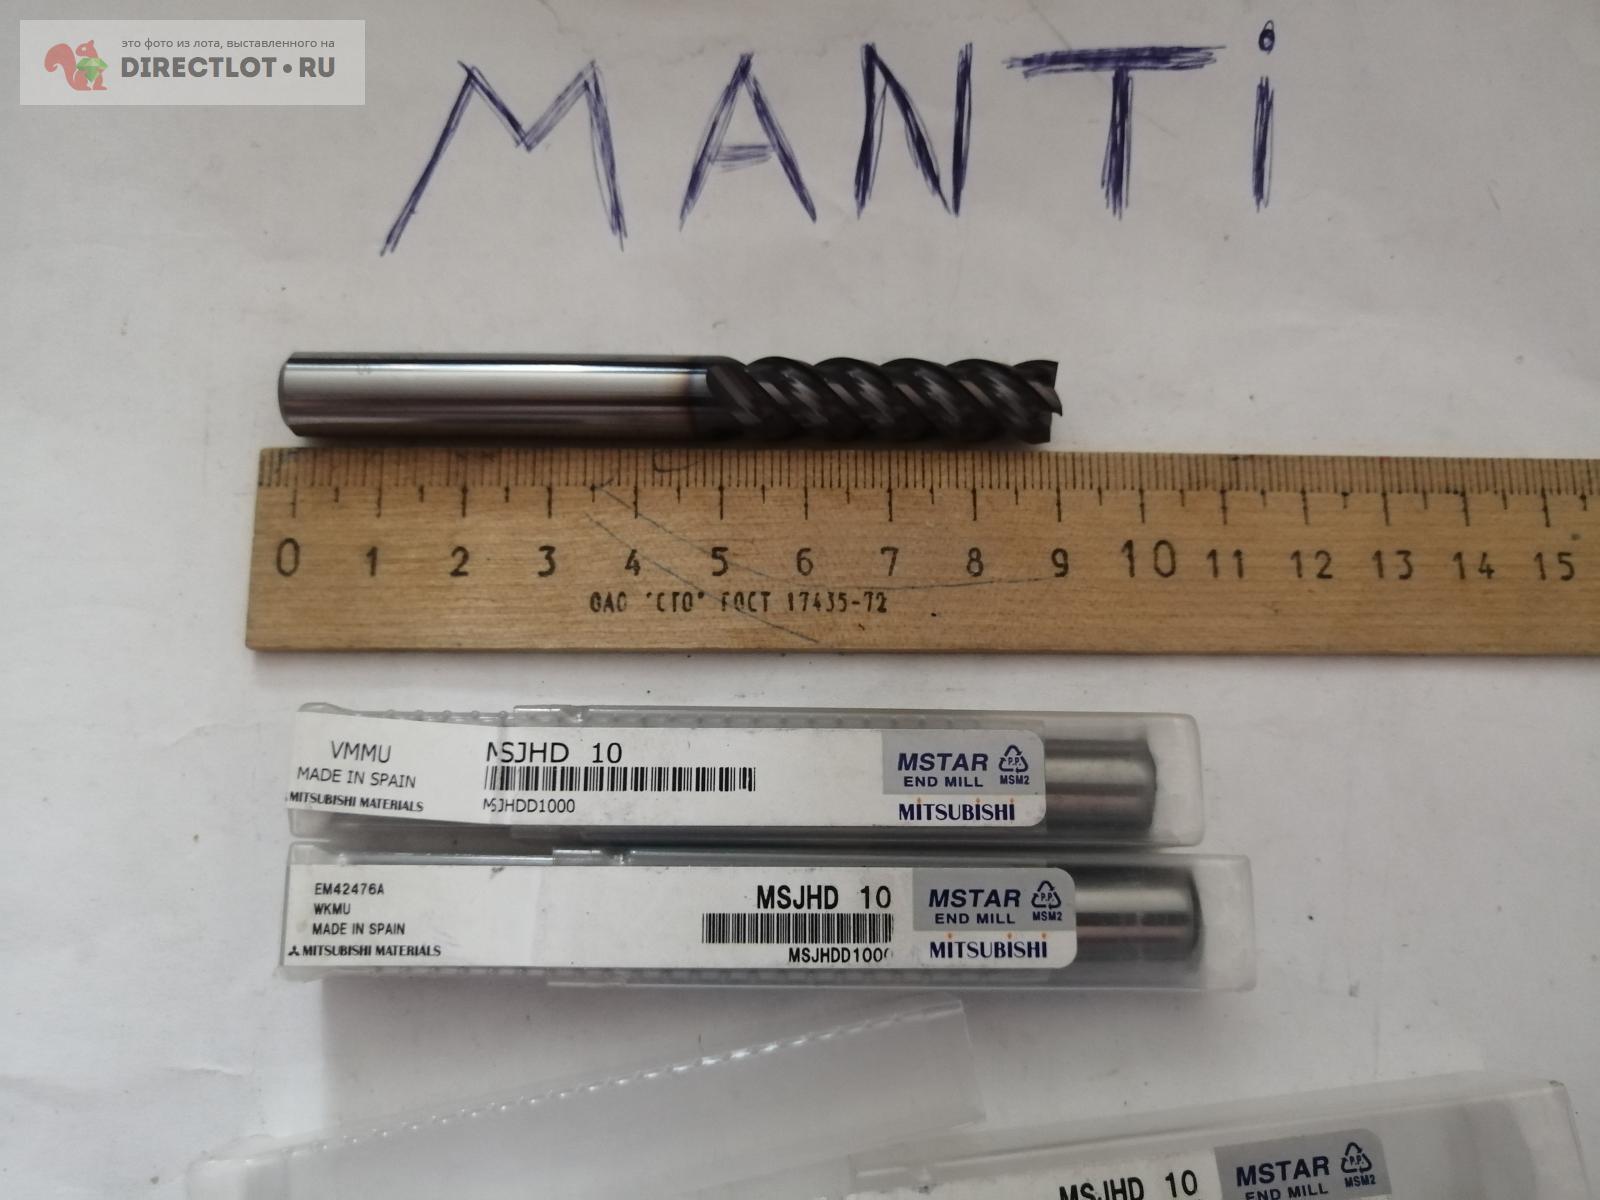 это фото из лота, выставленного на
DIRECTLOT•RU
MANTi
0 1 2 3 4 5 6 7 8 9 10 11 12 13 14 15
ОАО "СТО" ГОСТ 17435-72
VMMU
MADE IN SPAIN
MITSUBISHI MATERIALS
MSJHD 10
MSJHDD1000
MSTAR
END MILL
P.P.
MSM2
MITSUBISHI
EM42476A
WKMU
MADE IN SPAIN
MITSUBISHI MATERIALS
MSJHD 10
MSJHDD1000
MSTAR
END MILL
P.P.
MSM2
MITSUBISHI
MSJHD 10
MSTAR
END MILL
P.P.
MSM2